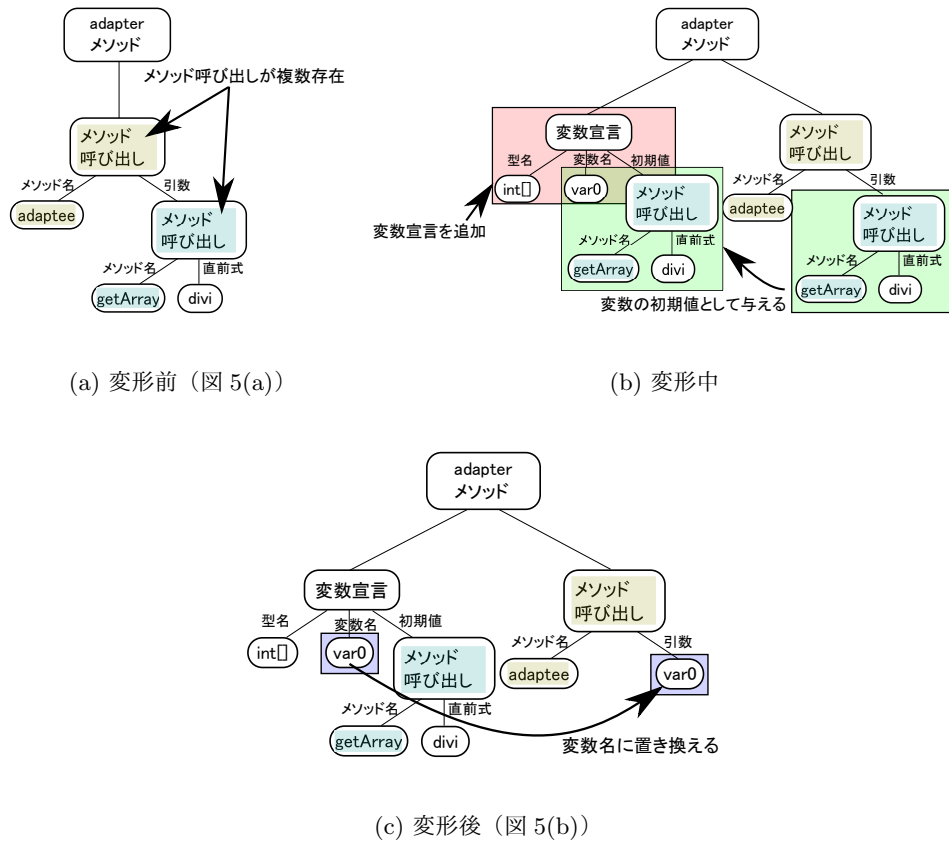 adapter
メソッド
メソッド呼び出しが複数存在
メソッド
呼び出し
メソッド名
引数
adaptee
メソッド
呼び出し
メソッド名
直前式
getArray
divi
(a) 変形前（図 5(a)）
adapter
メソッド
変数宣言
型名
変数名
初期値
int[]
var0
メソッド
呼び出し
変数宣言を追加
メソッド名
直前式
getArray
divi
メソッド
呼び出し
メソッド名
引数
adaptee
メソッド
呼び出し
メソッド名
直前式
getArray
divi
変数の初期値として与える
(b) 変形中
adapter
メソッド
変数宣言
型名
変数名
初期値
int[]
var0
メソッド
呼び出し
メソッド名
直前式
getArray
divi
メソッド
呼び出し
メソッド名
引数
adaptee
var0
変数名に置き換える
(c) 変形後（図 5(b)）